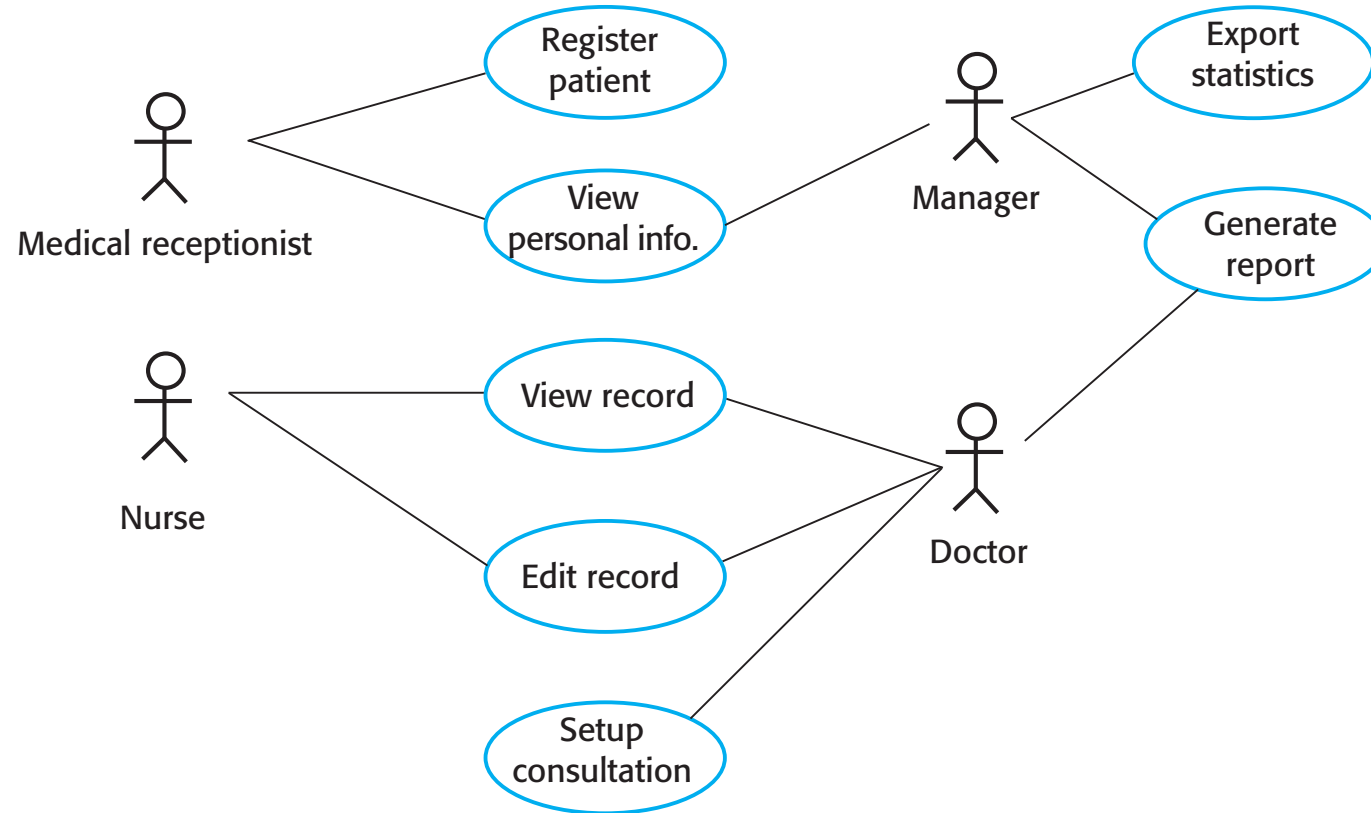 Register
patient
Export
statistics
View
personal info.
Manager
Medical receptionist
Generate
report
View record
Nurse
Edit record
Doctor
Setup
consultation